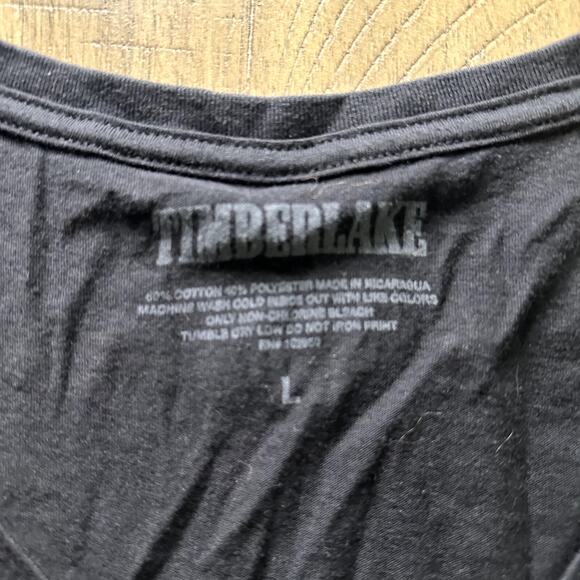 TIMBERLAKE
60% COTTON 40% POLYESTER MADE IN NICARAGUA
MACHINE WASH COLD INSIDE OUT WITH LIKE COLORS
ONLY NON-CHLORINE BLEACH
TUMBLE DRY LOW DO NOT IRON PRINT
L